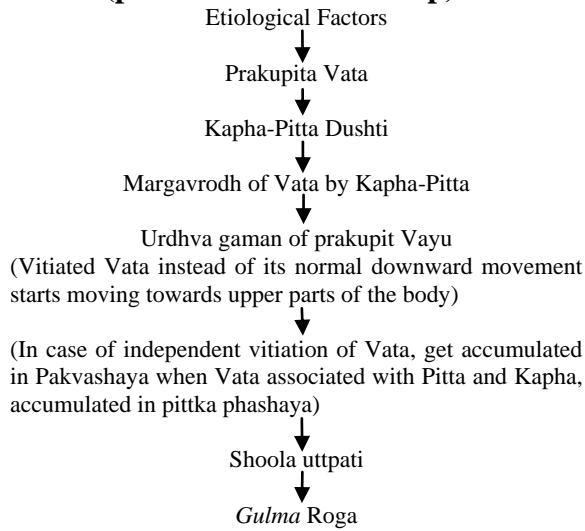 Etiological Factors
Prakupita Vata
Kapha-Pitta Dushti
Margavrodh of Vata by Kapha-Pitta
Urdhva gaman of prakupit Vayu
(Vitiated Vata instead of its normal downward movement
starts moving towards upper parts of the body)
(In case of independent vitiation of Vata, get accumulated
in Pakvashaya when Vata associated with Pitta and Kapha,
accumulated in pittka phashaya)
Shoola uttpati
Gulma Roga